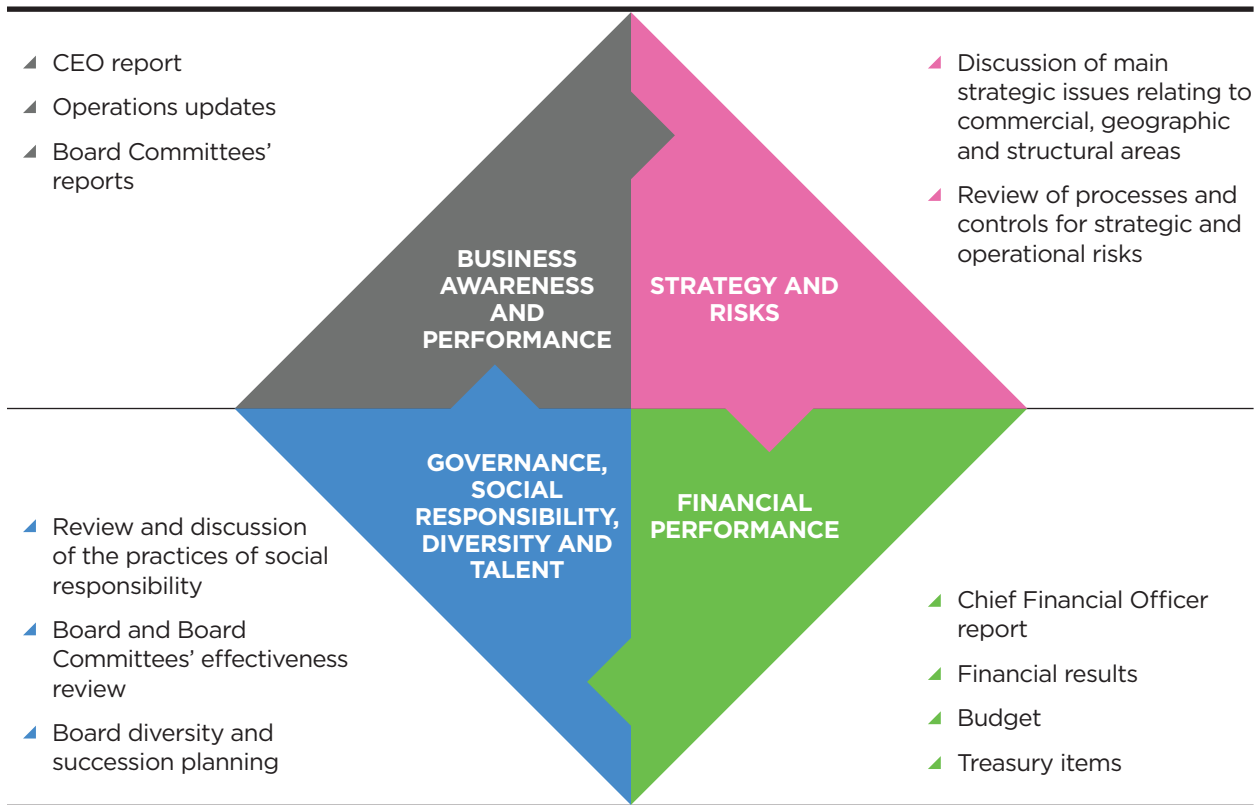 CEO report
Operations updates
Board Committees’
reports
Discussion of main
strategic issues relating to
commercial, geographic
and structural areas
Review of processes and
controls for strategic and
operational risks
BUSINESS
AWARENESS
AND
PERFORMANCE
STRATEGY AND
RISKS
GOVERNANCE,
SOCIAL
RESPONSIBILITY,
DIVERSITY AND
TALENT
FINANCIAL
PERFORMANCE
Review and discussion
of the practices of social
responsibility
Board and Board
Committees’ effectiveness
review
Board diversity and
succession planning
Chief Financial Officer
report
Financial results
Budget
Treasury items